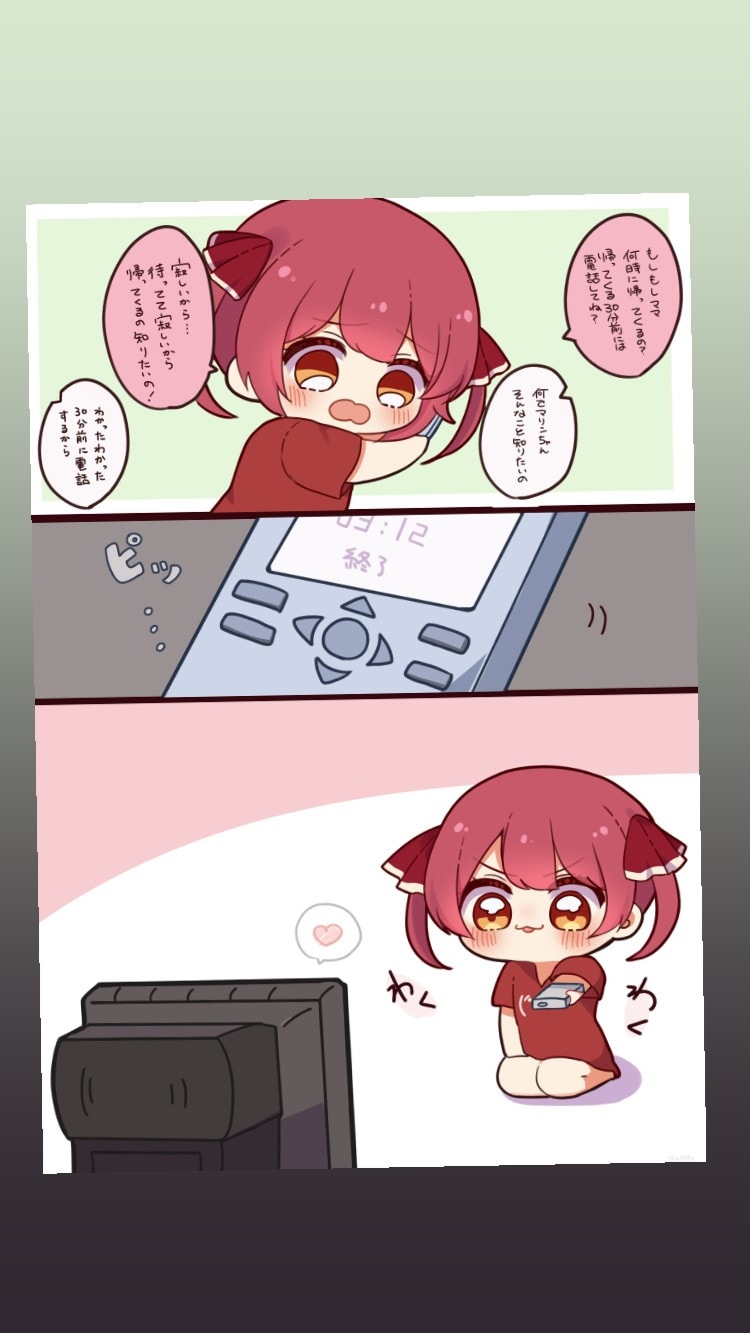 もしもしママ
何時に帰ってくるの?
帰ってくる30分前には
電話してね?
何でマリンちゃん
そんなこと知りたいの
寂しいから…
待ってて寂しいから
帰ってくるの知りたいの!
わかったわかった
30分前に電話
するから
ピッ…
03:12
終了
わく
わく